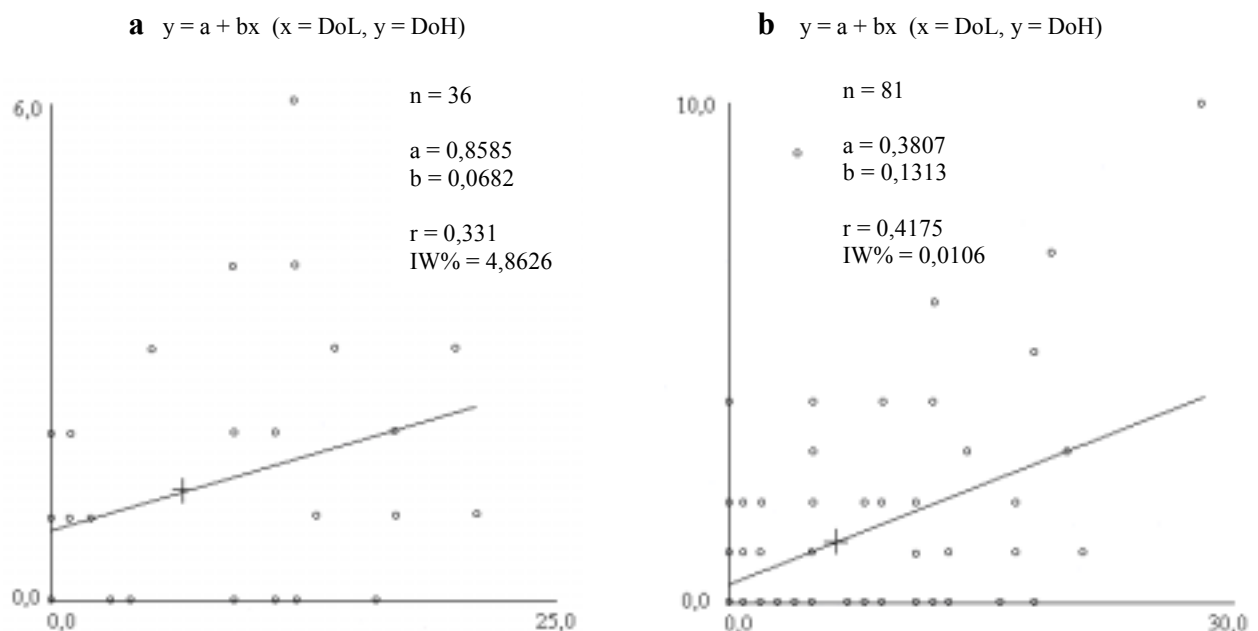 a y = a + bx (x = DoL, y = DoH)
6,0
n = 36
a = 0,8585
b = 0,0682
r = 0,331
IW% = 4,8626
0,0
0,0
25,0
b y = a + bx (x = DoL, y = DoH)
10,0
n = 81
a = 0,3807
b = 0,1313
r = 0,4175
IW% = 0,0106
0,0
0,0
30,0